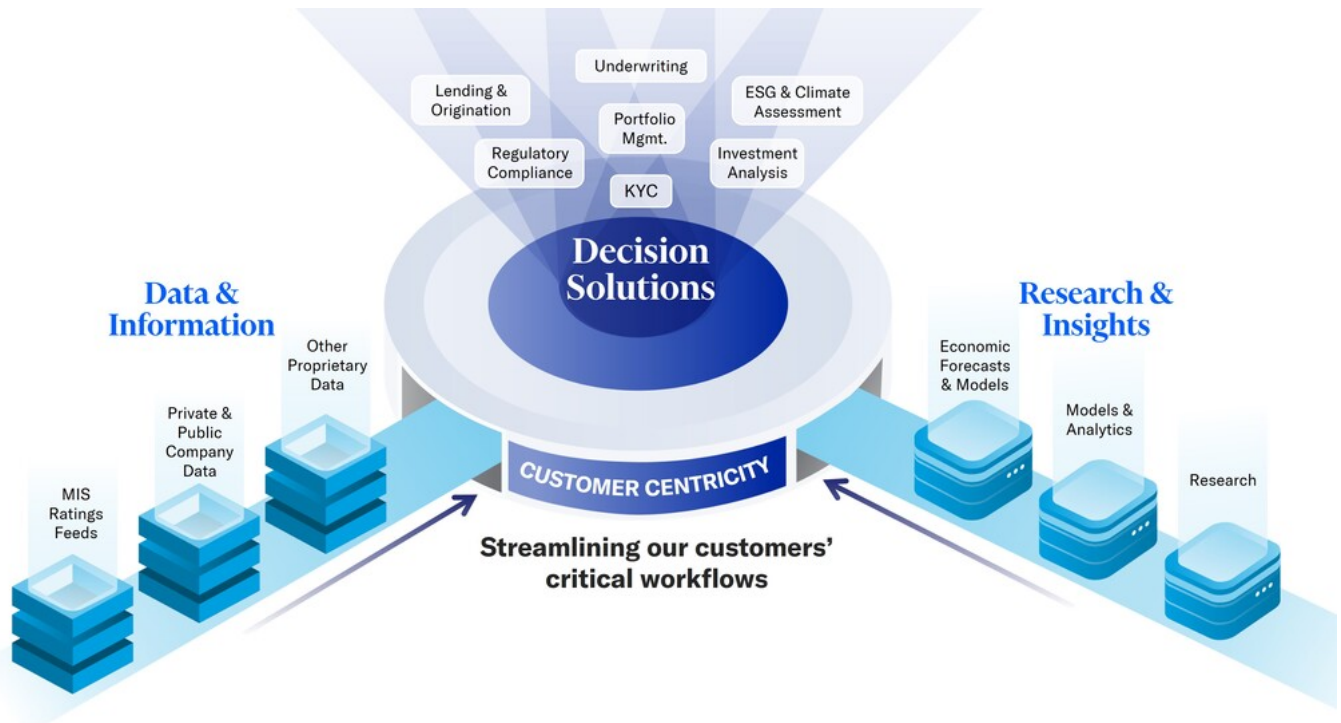 Underwriting
Lending &
Origination
ESG & Climate
Assessment
Portfolio
Mgmt.
Regulatory
Compliance
Investment
Analysis
KYC
Decision
Solutions
Data &
Information
Other
Proprietary
Data
Private &
Public
Company
Data
MIS
Ratings
Feeds
Research &
Insights
Economic
Forecasts
& Models
Models &
Analytics
Research
CUSTOMER CENTRICITY
Streamlining our customers’
critical workflows